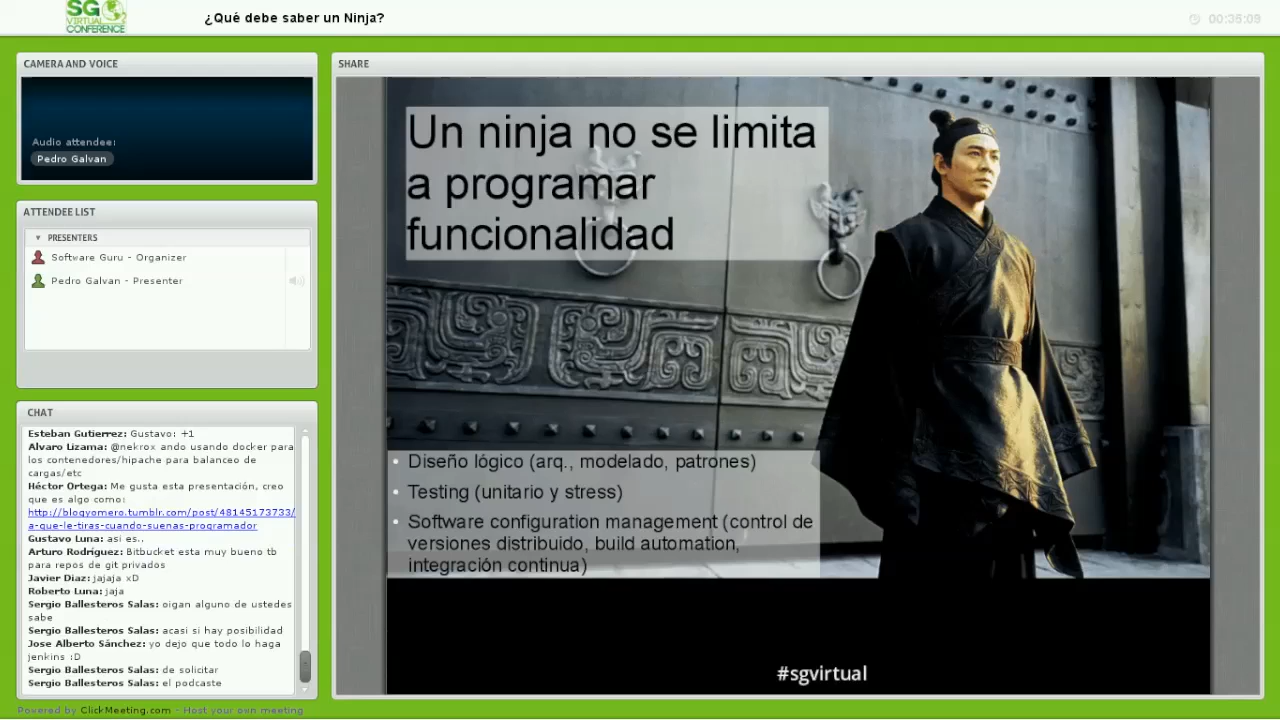 SG
VIRTUAL
CONFERENCE
¿Qué debe saber un Ninja?
00:35:09
CAMERA AND VOICE
Audio attendee:
Pedro Galvan
ATTENDEE LIST
PRESENTERS
Software Guru - Organizer
Pedro Galvan - Presenter
CHAT
Esteban Gutierrez: Gustavo: +1
Alvaro Lizama: @nekrox ando usando docker para
los contenedores/hipache para balanceo de
cargas/etc
Héctor Ortega: Me gusta esta presentación, creo
que es algo como:
http://blogyomero.tumblr.com/post/48145173733/
a-que-le-tiras-cuando-suenas-programador
Gustavo Luna: asi es..
Arturo Rodríguez: Bitbucket esta muy bueno tb
para repos de git privados
Javier Diaz: jajaja xD
Roberto Luna: jaja
Sergio Ballesteros Salas: oigan alguno de ustedes
sabe
Sergio Ballesteros Salas: acasi si hay posibilidad
Jose Alberto Sánchez: yo dejo que todo lo haga
jenkins :D
Sergio Ballesteros Salas: de solicitar
Sergio Ballesteros Salas: el podcaste
Powered by ClickMeeting.com - Host your own meeting
SHARE
Un ninja no se limita
a programar
funcionalidad
• Diseño lógico (arq., modelado, patrones)
• Testing (unitario y stress)
• Software configuration management (control de
versiones distribuido, build automation,
integración continua)
#sgvirtual